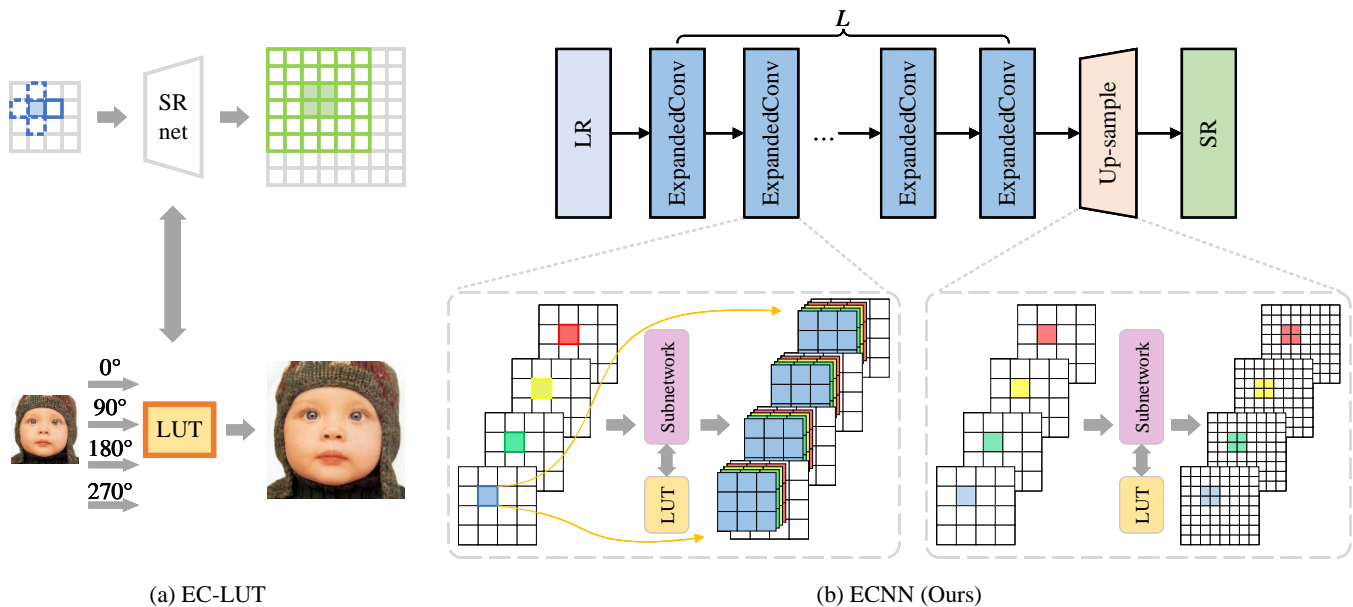 SR
net
0°
90°
180°
270°
LUT
(a) EC-LUT
L
LR
ExpandedConv
ExpandedConv
...
ExpandedConv
ExpandedConv
Up-sample
SR
Subnetwork
LUT
Subnetwork
LUT
(b) ECNN (Ours)